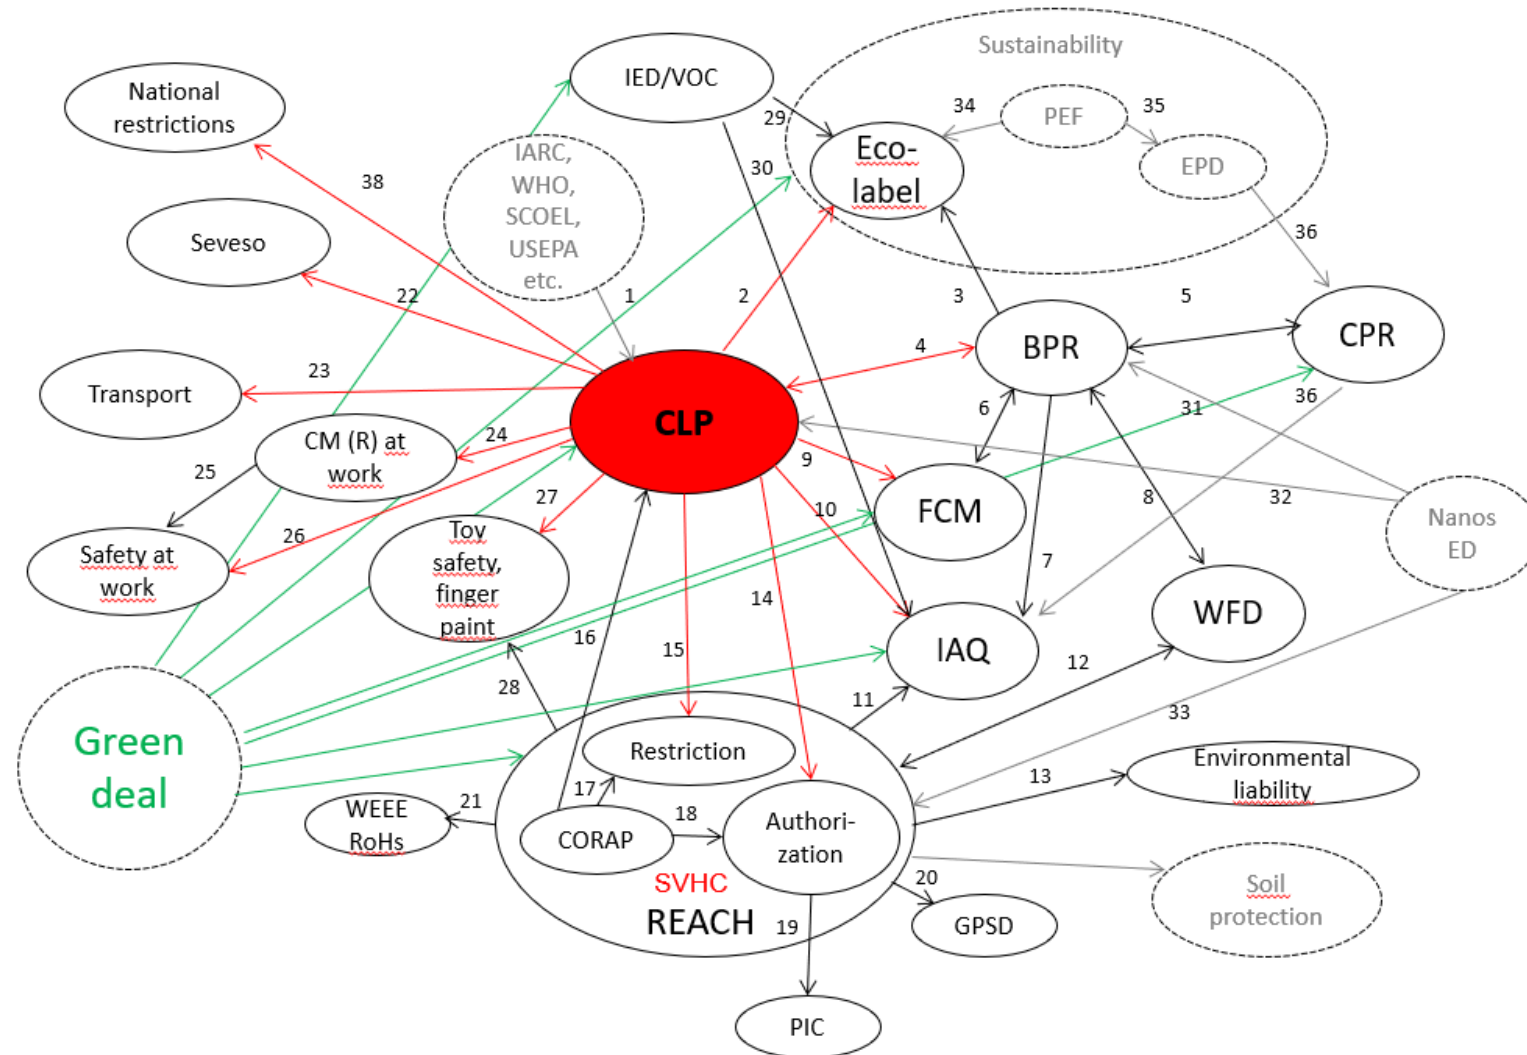 Sustainability
IED/VOC
National
restrictions
29
34
PEF
35
Eco-
label
EPD
IARC,
WHO,
SCOEL,
USEPA
etc.
30
38
Seveso
36
22
1
2
3
5
BPR
CPR
4
23
Transport
CLP
6
31
36
24
CM (R) at
work
25
9
27
10
FCM
8
32
Nanos
ED
26
Safety at
work
Toy
safety,
finger
paint
7
14
16
15
IAQ
WFD
12
28
11
33
Green
deal
Restriction
13
Environmental
liability
21
WEEE
RoHs
17
18
CORAP
Authori-
zation
SVHC
REACH
19
20
GPSD
Soil
protection
PIC